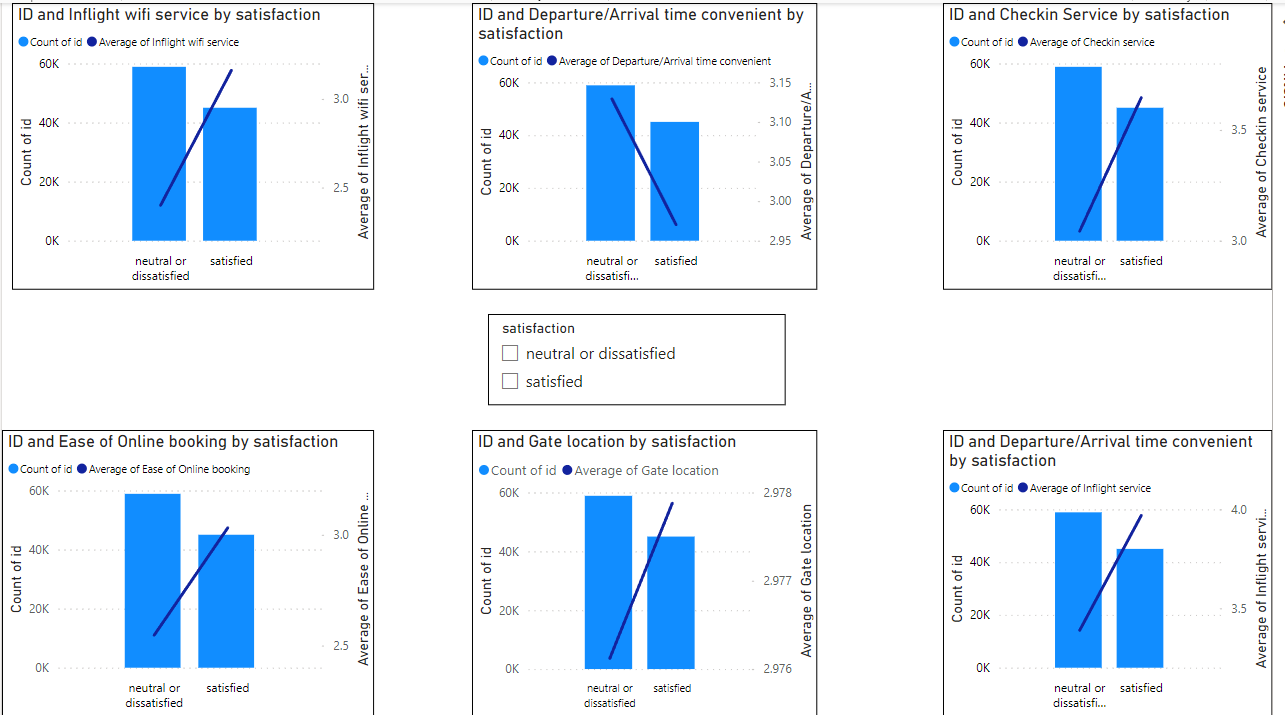 ID and Inflight wifi service by satisfaction
Count of id Average of Inflight wifi service
60K
40K
20K
0K
Count of id
3.0
2.5
Average of Inflight wifi ser...
neutral or
dissatisfied
satisfied
ID and Departure/Arrival time convenient by
satisfaction
Count of id Average of Departure/Arrival time convenient
60K
40K
20K
0K
Count of id
3.15
3.10
3.05
3.00
2.95
Average of Departure/A...
neutral or
dissatisfi...
satisfied
ID and Checkin Service by satisfaction
Count of id Average of Checkin service
60K
40K
20K
0K
Count of id
3.5
3.0
Average of Checkin service
neutral or
dissatisfi...
satisfied
satisfaction
neutral or dissatisfied
satisfied
ID and Ease of Online booking by satisfaction
Count of id Average of Ease of Online booking
60K
40K
20K
0K
Count of id
3.0
2.5
Average of Ease of Online ...
neutral or
dissatisfied
satisfied
ID and Gate location by satisfaction
Count of id Average of Gate location
60K
40K
20K
0K
Count of id
2.978
2.977
2.976
Average of Gate location
neutral or
dissatisfied
satisfied
ID and Departure/Arrival time convenient
by satisfaction
Count of id Average of Inflight service
60K
40K
20K
0K
Count of id
4.0
3.5
Average of Inflight servi...
neutral or
dissatisfi...
satisfied